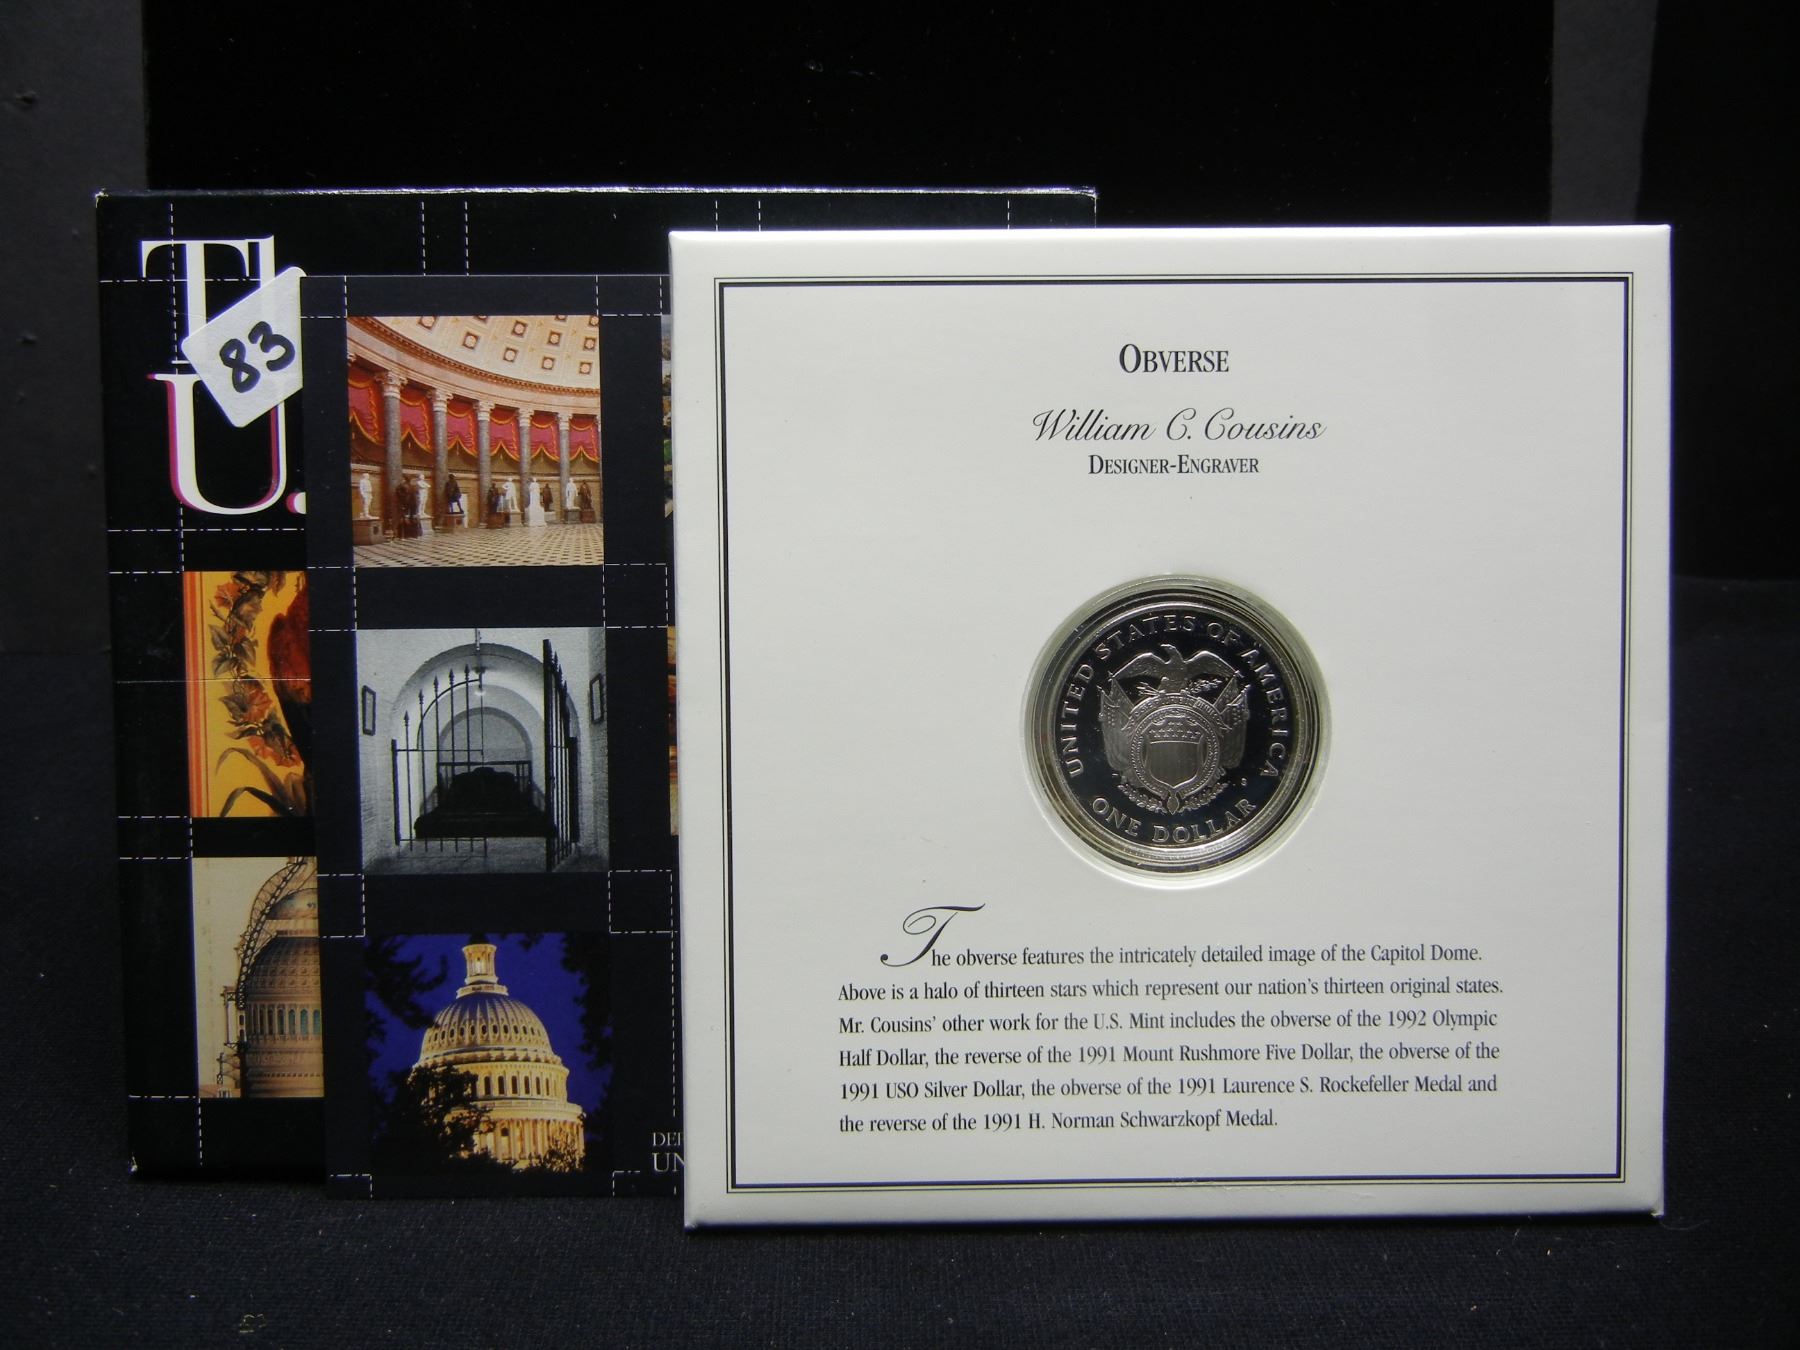 Th
U.
83
DEP
UN
OBVERSE
William C. Cousins
DESIGNER-ENGRAVER
UNITED STATES OF AMERICA
ONE DOLLAR
The obverse features the intricately detailed image of the Capitol Dome.
Above is a halo of thirteen stars which represent our nation's thirteen original states.
Mr. Cousins' other work for the U.S. Mint includes the obverse of the 1992 Olympic
Half Dollar, the reverse of the 1991 Mount Rushmore Five Dollar, the obverse of the
1991 USO Silver Dollar, the obverse of the 1991 Laurence S. Rockefeller Medal and
the reverse of the 1991 H. Norman Schwarzkopf Medal.